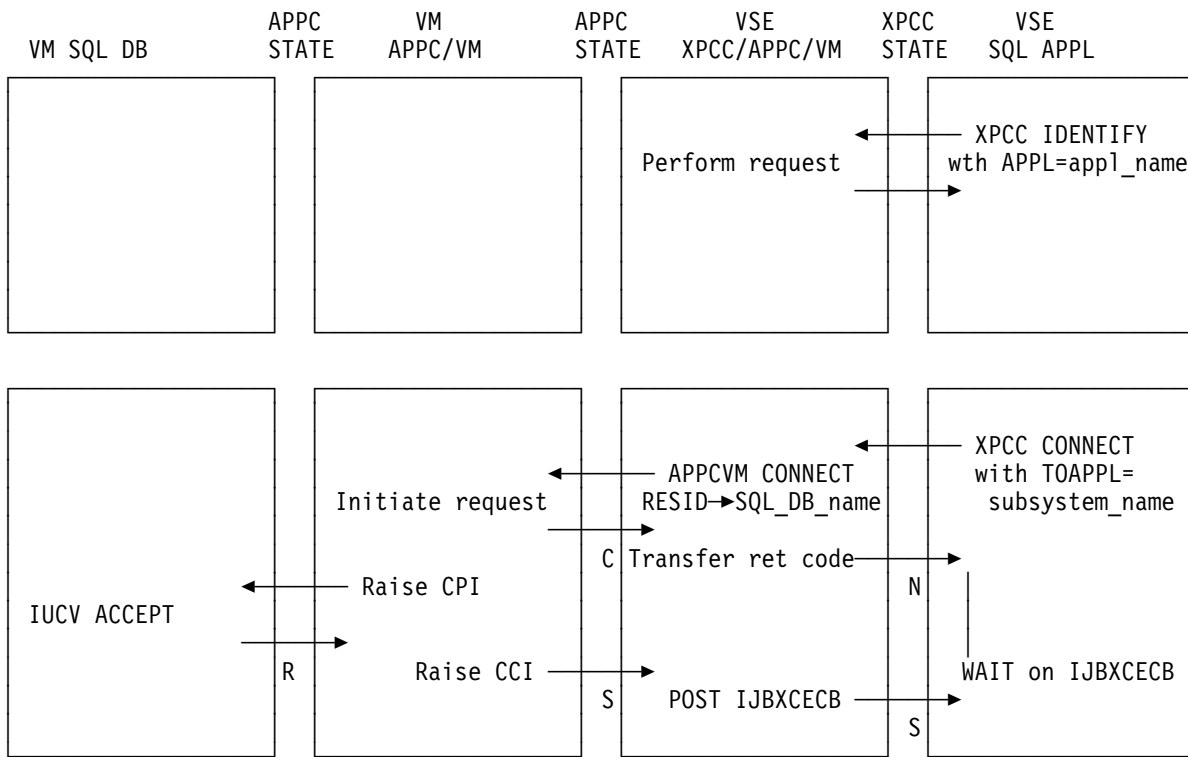 APPC VM APPC VSE XPCC VSE
VM SQL DB STATE APPC/VM STATE XPCC/APPC/VM STATE SQL APPL
XPCC IDENTIFY
Perform request wth APPL=appl_name
XPCC CONNECT
APPCVM CONNECT with TOAPPL=
Initiate request RESID→SQL_DB_name subsystem_name
C Transfer ret code
Raise CPI N
IUCV ACCEPT
R Raise CCI WAIT on IJBXCECB
S POST IJBXCECB
S